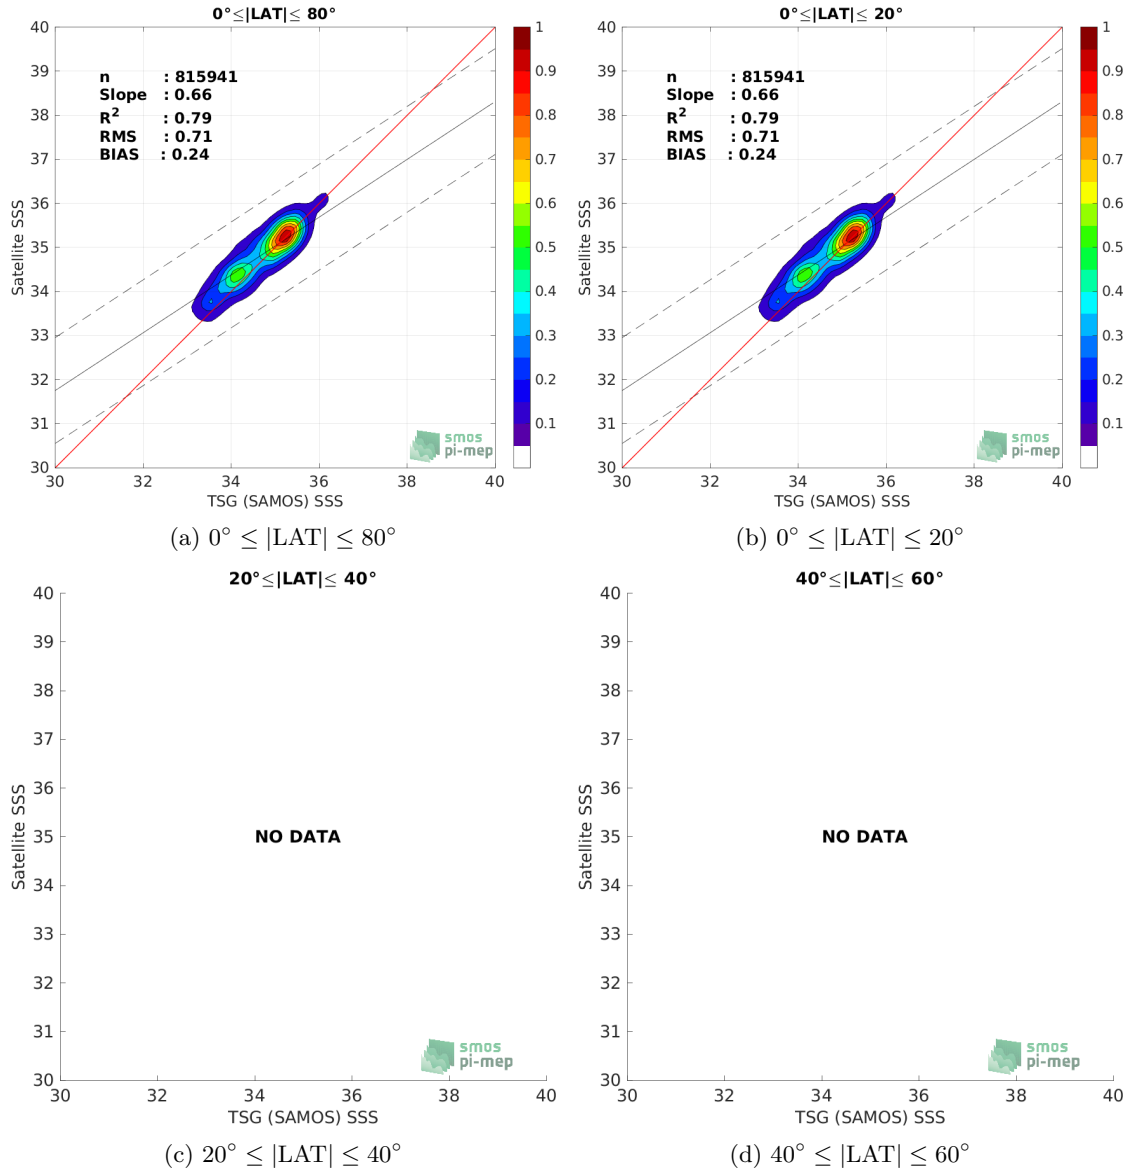 0°≤|LAT|≤ 80°
40
39
38
37
36
35
34
33
32
31
30
Satellite SSS
n : 815941
Slope : 0.66
R² : 0.79
RMS : 0.71
BIAS : 0.24
smos
pi-mep
30 32 34 36 38 40
TSG (SAMOS) SSS
1
0.9
0.8
0.7
0.6
0.5
0.4
0.3
0.2
0.1
(a) 0° ≤ |LAT| ≤ 80°
0°≤|LAT|≤ 20°
40
39
38
37
36
35
34
33
32
31
30
Satellite SSS
n : 815941
Slope : 0.66
R² : 0.79
RMS : 0.71
BIAS : 0.24
smos
pi-mep
30 32 34 36 38 40
TSG (SAMOS) SSS
1
0.9
0.8
0.7
0.6
0.5
0.4
0.3
0.2
0.1
(b) 0° ≤ |LAT| ≤ 20°
20°≤|LAT|≤ 40°
40
39
38
37
36
35
34
33
32
31
30
Satellite SSS
NO DATA
smos
pi-mep
30 32 34 36 38 40
TSG (SAMOS) SSS
(c) 20° ≤ |LAT| ≤ 40°
40°≤|LAT|≤ 60°
40
39
38
37
36
35
34
33
32
31
30
Satellite SSS
NO DATA
smos
pi-mep
30 32 34 36 38 40
TSG (SAMOS) SSS
(d) 40° ≤ |LAT| ≤ 60°